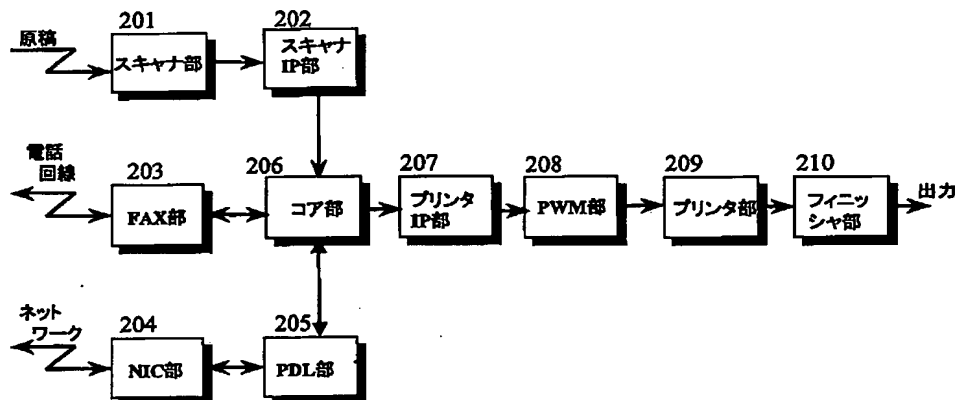 201
202
原稿
スキャナ部
スキャナ
IP部
電話
回線
203
206
207
208
209
210
FAX部
コア部
プリンタ
IP部
PWM部
プリンタ部
フィニッ
シャ部
出力
ネット
ワーク
204
205
NIC部
PDL部